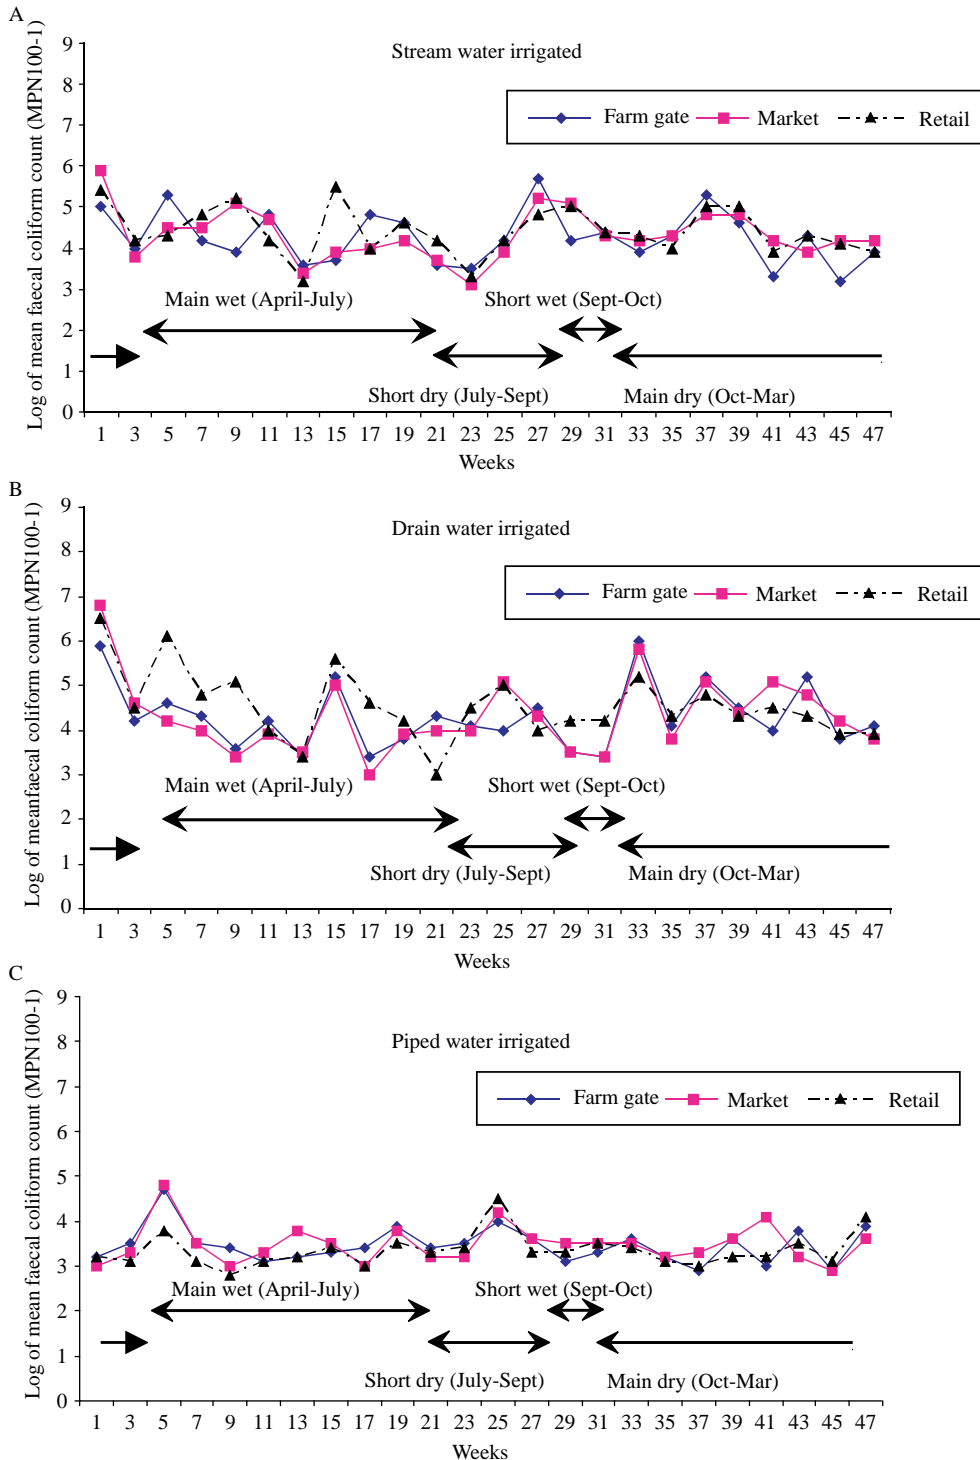 A
Stream water irrigated
Farm gate Market Retail
Log of mean faecal coliform count (MPN100-1)
9
8
7
6
5
4
3
2
1
0
Main wet (April-July)
Short wet (Sept-Oct)
Short dry (July-Sept)
Main dry (Oct-Mar)
1 3 5 7 9 11 13 15 17 19 21 23 25 27 29 31 33 35 37 39 41 43 45 47
Weeks
B
Drain water irrigated
Farm gate Market Retail
Log of meanfaecal coliform count (MPN100-1)
9
8
7
6
5
4
3
2
1
0
Main wet (April-July)
Short wet (Sept-Oct)
Short dry (July-Sept)
Main dry (Oct-Mar)
1 3 5 7 9 11 13 15 17 19 21 23 25 27 29 31 33 35 37 39 41 43 45 47
Weeks
C
Piped water irrigated
Farm gate Market Retail
Log of mean faecal coliform count (MPN100-1)
9
8
7
6
5
4
3
2
1
0
Main wet (April-July)
Short wet (Sept-Oct)
Short dry (July-Sept)
Main dry (Oct-Mar)
1 3 5 7 9 11 13 15 17 19 21 23 25 27 29 31 33 35 37 39 41 43 45 47
Weeks